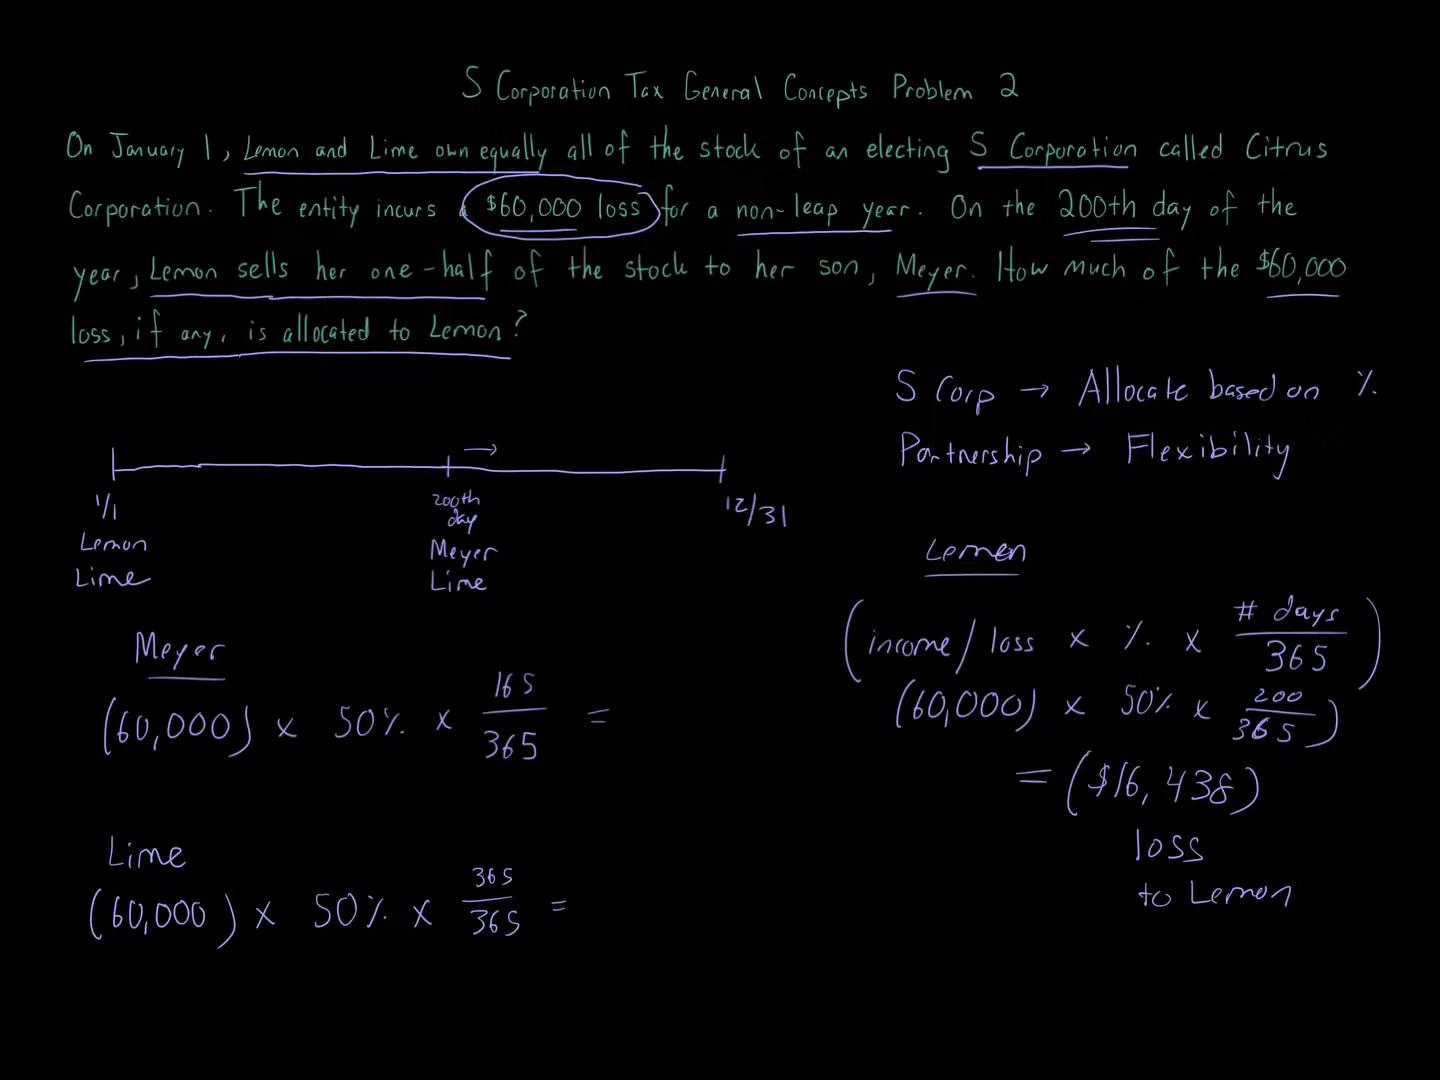 S Corporation Tax General Concepts Problem 2
On January 1, Lemon and Lime own equally all of the stock of an electing S Corporation called Citrus
Corporation. The entity incurs a $60,000 loss for a non-leap year. On the 200th day of the
year, Lemon sells her one-half of the stock to her son, Meyer. How much of the $60,000
loss, if any, is allocated to Lemon?
S Corp → Allocate based on %
Partnership → Flexibility
→
1/1
Lemon
Lime
200th
day
Meyer
Lime
12/31
Meyer
(60,000) × 50% × 165/365 =
Lime
(60,000) × 50% × 365/365 =
Lemon
(income/loss × % × # days/365)
(60,000) × 50% × 200/365)
= ($16,438)
loss
to Lemon